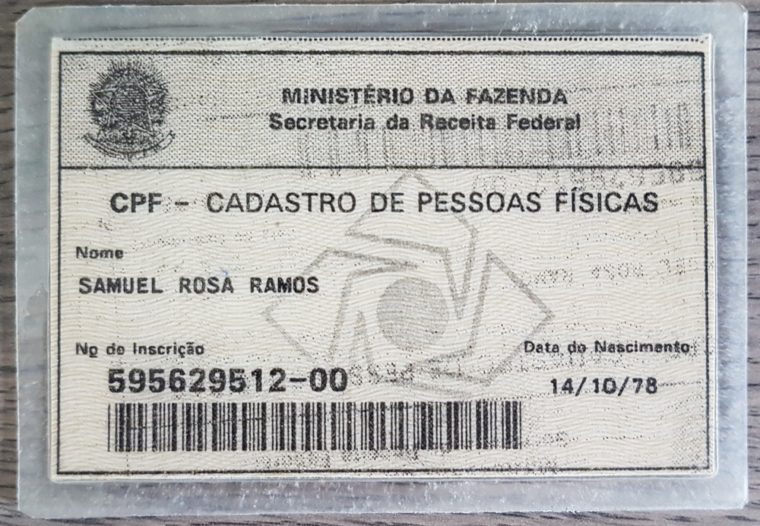 MINISTÉRIO DA FAZENDA
Secretaria da Receita Federal
CPF – CADASTRO DE PESSOAS FÍSICAS
Nome
SAMUEL ROSA RAMOS
No de Inscrição
Data do Nascimento
595629512-00
14/10/78